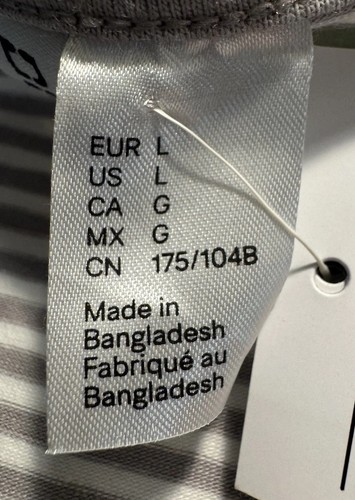 EUR L
US L
CA G
MX G
CN 175/104B
Made in
Bangladesh
Fabriqué au
Bangladesh